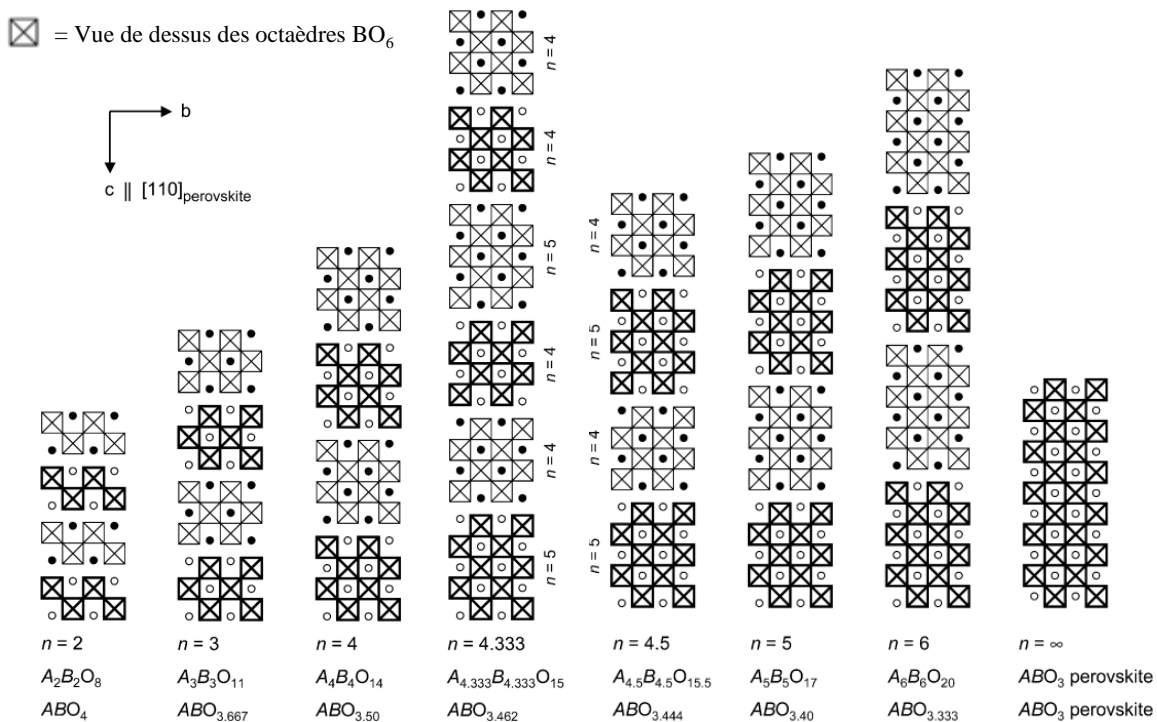 = Vue de dessus des octaèdres BO6
b
c || [110]perovskite
n = 4
n = 4
n = 5
n = 4
n = 4
n = 5
n = 4
n = 5
n = 4
n = 5
n = 2 n = 3 n = 4 n = 4.333 n = 4.5 n = 5 n = 6 n = ∞
A2B2O8 A3B3O11 A4B4O14 A4.333B4.333O15 A4.5B4.5O15.5 A5B5O17 A6B6O20 ABO3 perovskite
ABO4 ABO3.667 ABO3.50 ABO3.462 ABO3.444 ABO3.40 ABO3.333 ABO3 perovskite